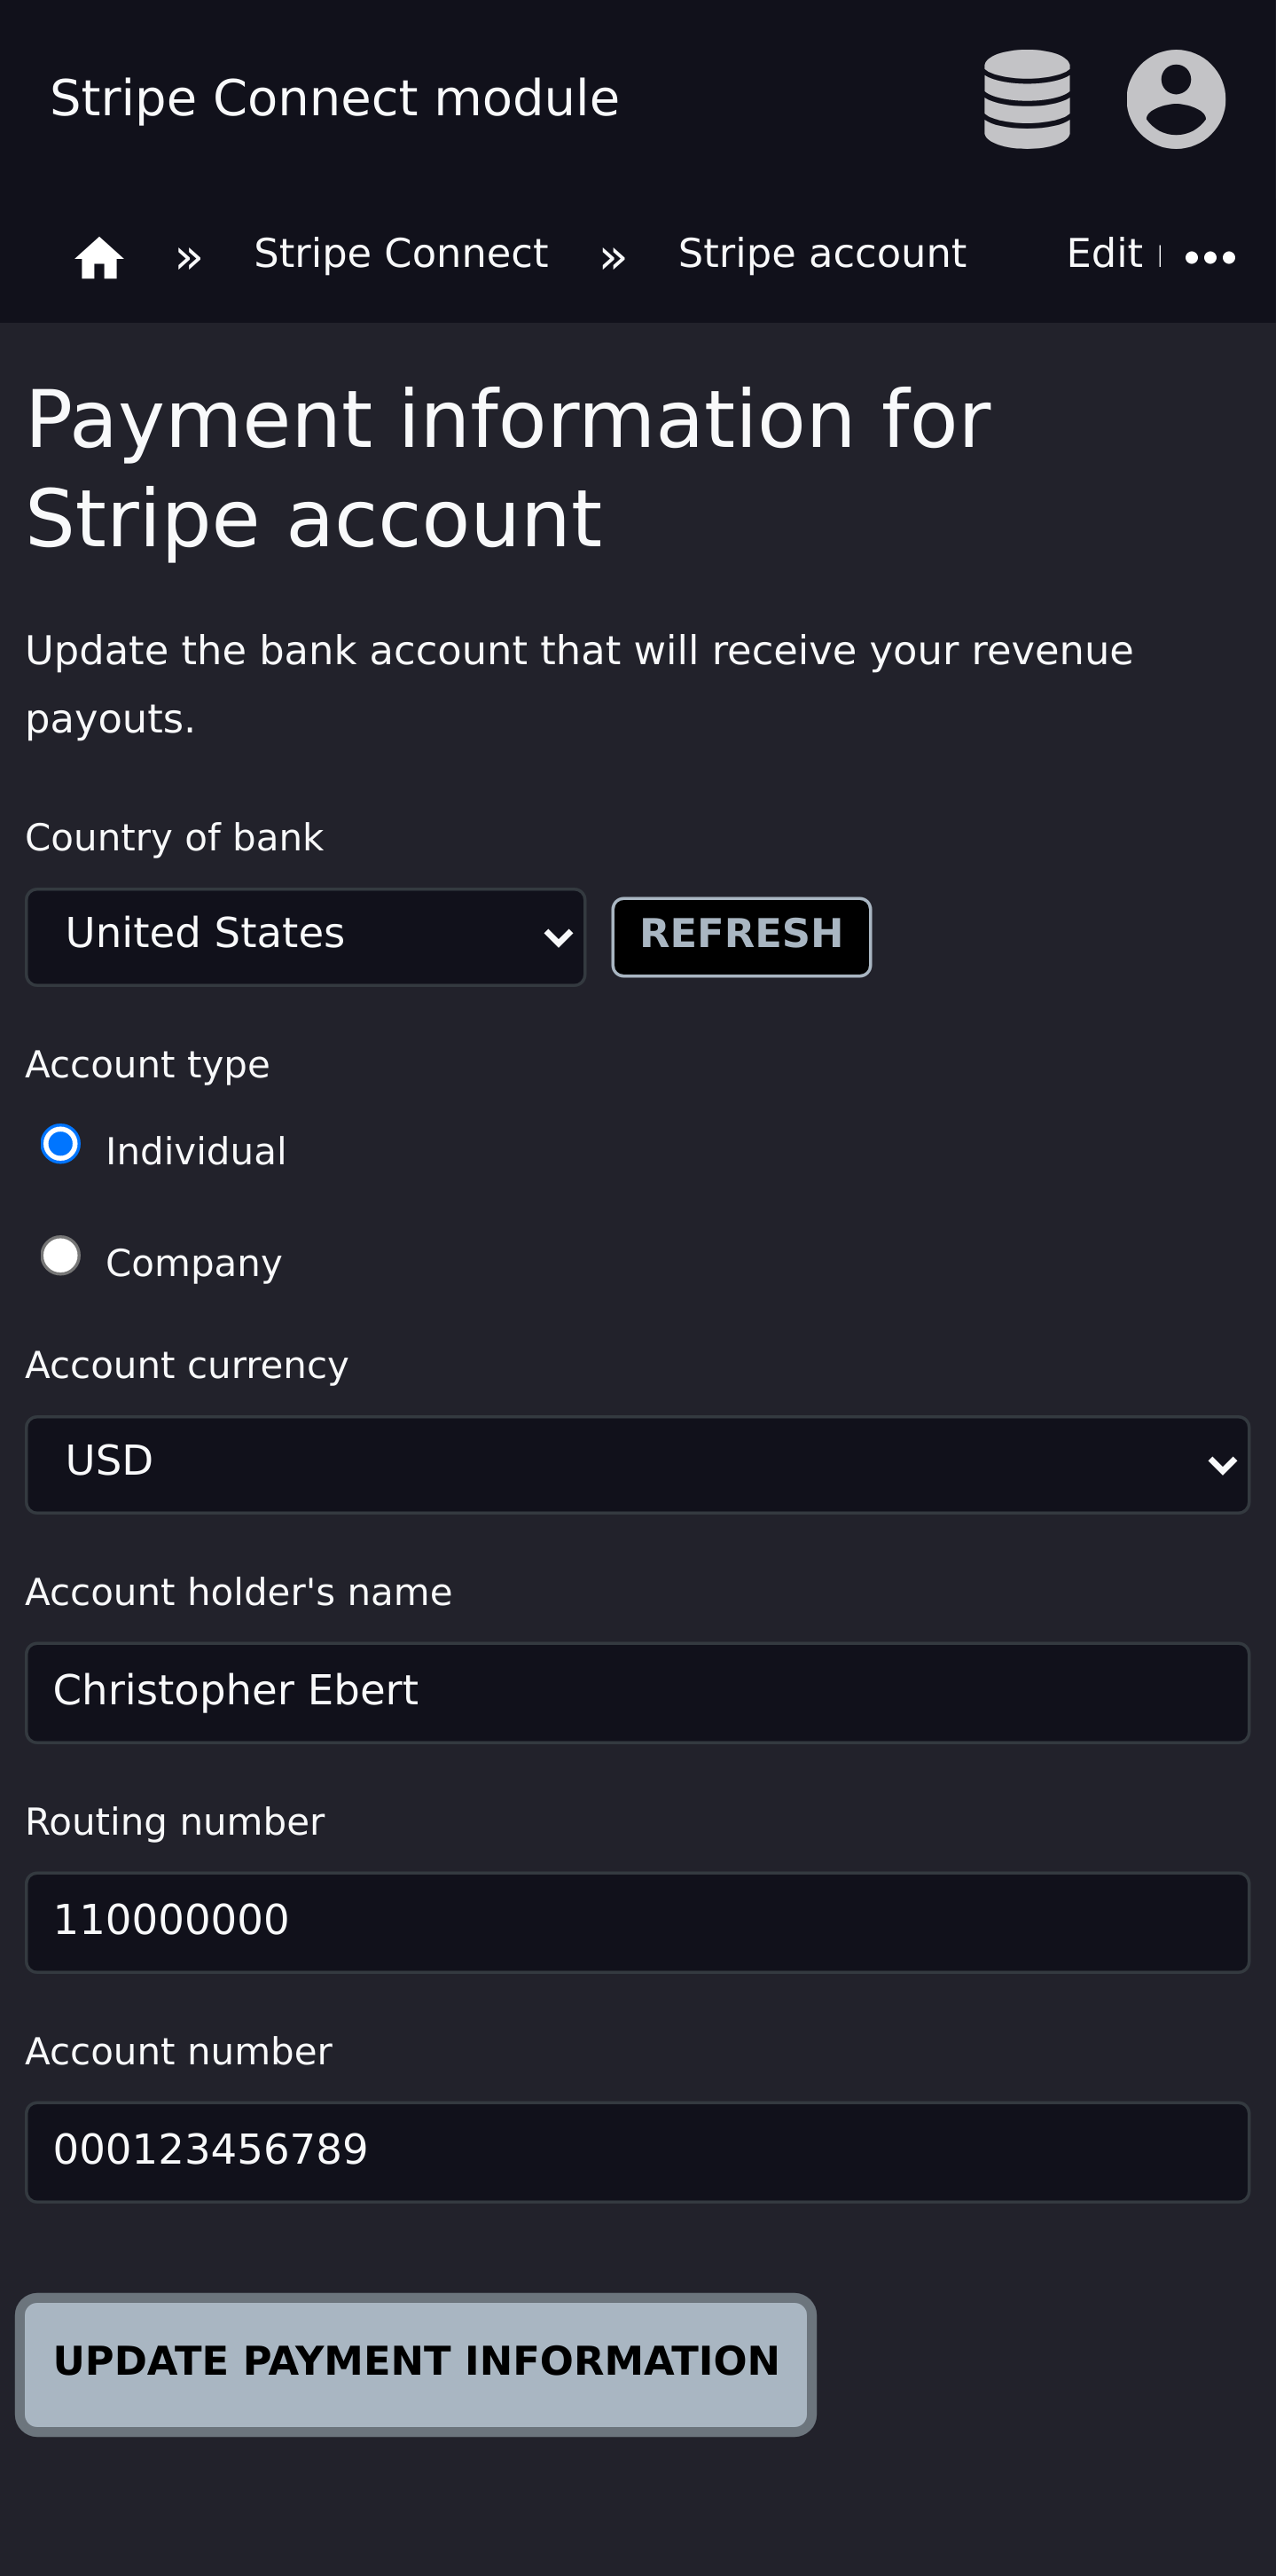 Stripe Connect module
» Stripe Connect » Stripe account Edit
Payment information for
Stripe account
Update the bank account that will receive your revenue
payouts.
Country of bank
United States
REFRESH
Account type
Individual
Company
Account currency
USD
Account holder's name
Christopher Ebert
Routing number
110000000
Account number
000123456789
UPDATE PAYMENT INFORMATION